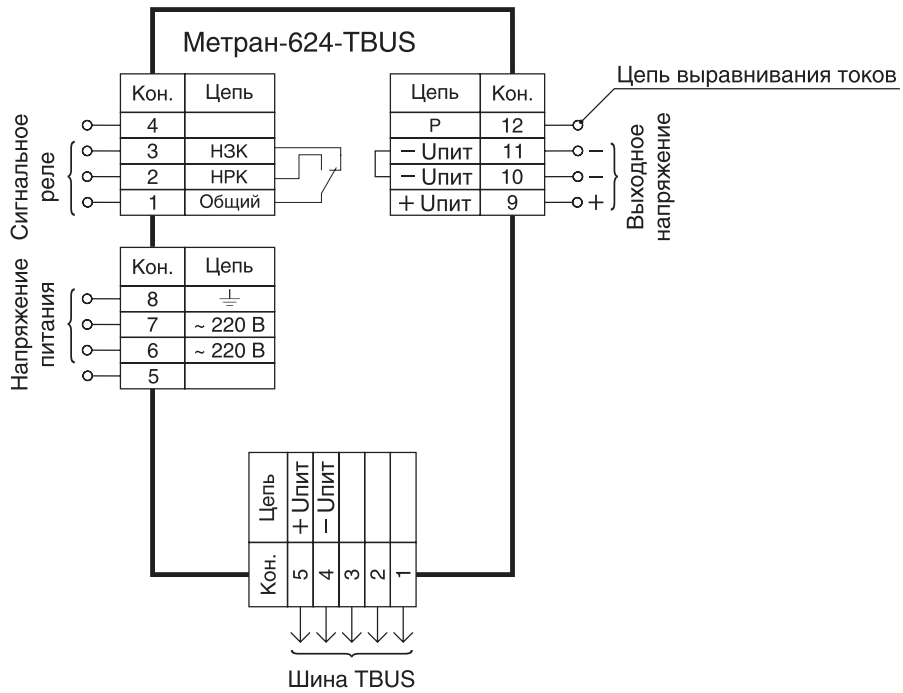 Метран-624-TBUS
Цепь выравнивания токов
Кон. Цепь
4
3 НЗК
2 НРК
1 Общий
Сигнальное
реле
Цепь Кон.
Р 12
− Uпит 11 −
− Uпит 10 −
+ Uпит 9 +
Выходное
напряжение
Кон. Цепь
8
7 ~ 220 В
6 ~ 220 В
5
Напряжение
питания
Цепь + Uпит − Uпит
Кон. 5 4 3 2 1
Шина TBUS